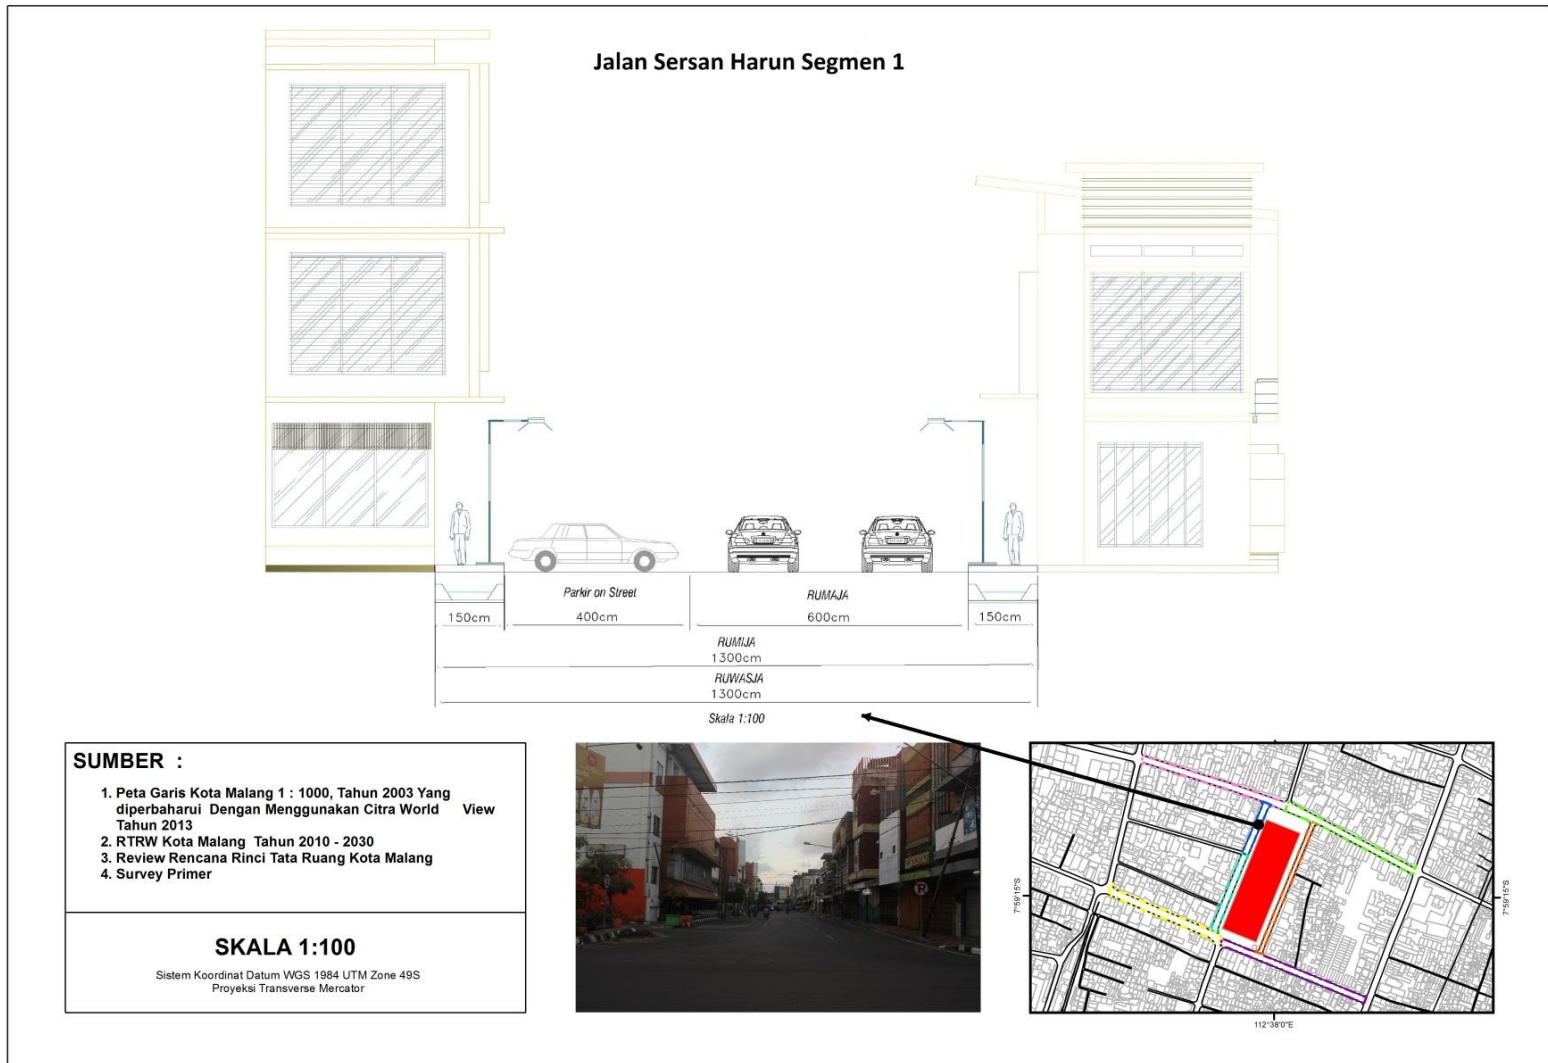 Jalan Sersan Harun Segmen 1
Parkir on Street
RUMAJA
150cm
400cm
600cm
150cm
RUMIJA
1300cm
RUWASJA
1300cm
Skala 1:100
SUMBER :
1. Peta Garis Kota Malang 1 : 1000, Tahun 2003 Yang
diperbaharui Dengan Menggunakan Citra World View
Tahun 2013
2. RTRW Kota Malang Tahun 2010 - 2030
3. Review Rencana Rinci Tata Ruang Kota Malang
4. Survey Primer
SKALA 1:100
Sistem Koordinat Datum WGS 1984 UTM Zone 49S
Proyeksi Transverse Mercator
P
7°59'15"S
7°59'15"S
112°38'0"E